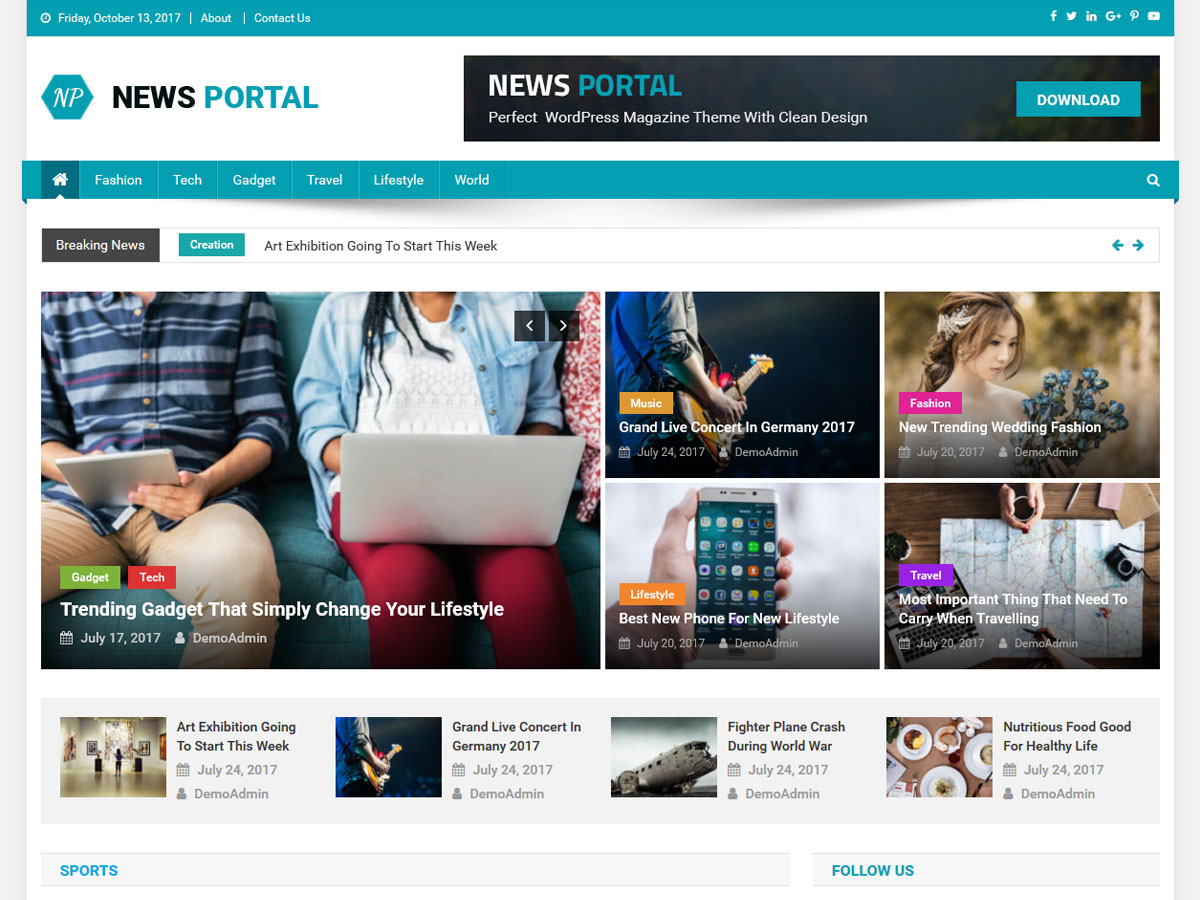 Friday, October 13, 2017 | About | Contact Us
NP NEWS PORTAL
NEWS PORTAL
Perfect WordPress Magazine Theme With Clean Design
DOWNLOAD
Fashion Tech Gadget Travel Lifestyle World
Breaking News Creation Art Exhibition Going To Start This Week
Gadget Tech
Trending Gadget That Simply Change Your Lifestyle
July 17, 2017 DemoAdmin
Music
Grand Live Concert In Germany 2017
July 24, 2017 DemoAdmin
Fashion
New Trending Wedding Fashion
July 20, 2017 DemoAdmin
Lifestyle
Best New Phone For New Lifestyle
July 20, 2017 DemoAdmin
Travel
Most Important Thing That Need To
Carry When Travelling
July 20, 2017 DemoAdmin
Art Exhibition Going
To Start This Week
July 24, 2017
DemoAdmin
Grand Live Concert In
Germany 2017
July 24, 2017
DemoAdmin
Fighter Plane Crash
During World War
July 24, 2017
DemoAdmin
Nutritious Food Good
For Healthy Life
July 24, 2017
DemoAdmin
SPORTS
FOLLOW US